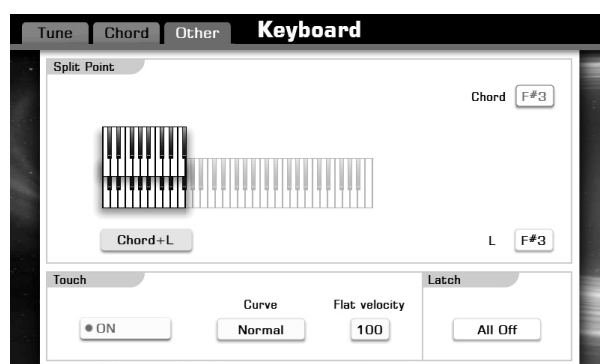 Tune Chord Other Keyboard
Split Point
Chord F#3
Chord+L
L F#3
Touch
Latch
Curve Flat velocity
ON Normal 100 All Off